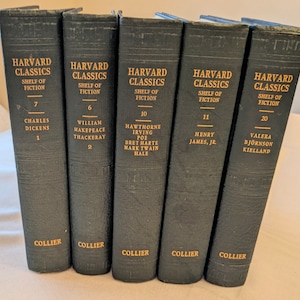 HARVARD
CLASSICS
SHELF OF
FICTION
7
CHARLES
DICKENS
1
COLLIER
HARVARD
CLASSICS
SHELF OF
FICTION
6
WILLIAM
MAKEPEACE
THACKERAY
COLLIER
HARVARD
CLASSICS
SHELF OF
FICTION
10
HAWTHORNE
IRVING
POE
BRET HARTE
MARK TWAIN
HALE
COLLIER
HARVARD
CLASSICS
SHELF OF
FICTION
11
HENRY
JAMES, JR.
COLLIER
HARVARD
CLASSICS
SHELF OF
FICTION
20
VALERA
BJÖRNSON
KIELLAND
COLLIER